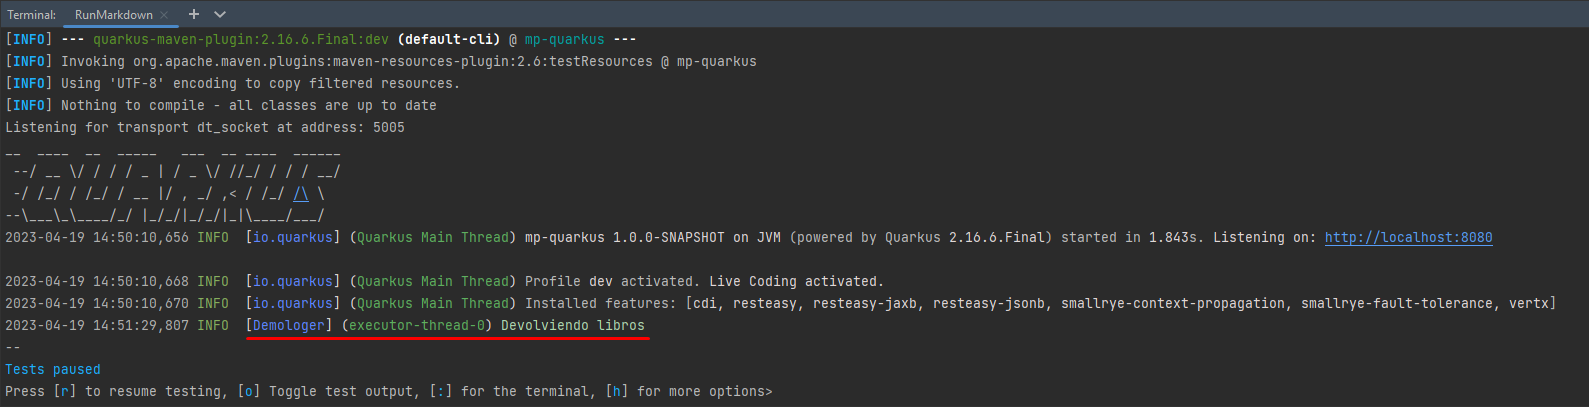 Terminal: RunMarkdown × +
[INFO] --- quarkus-maven-plugin:2.16.6.Final:dev (default-cli) @ mp-quarkus ---
[INFO] Invoking org.apache.maven.plugins:maven-resources-plugin:2.6:testResources @ mp-quarkus
[INFO] Using 'UTF-8' encoding to copy filtered resources.
[INFO] Nothing to compile - all classes are up to date
Listening for transport dt_socket at address: 5005
__  ____  __  _____   ___  __ ____  ______
 --/ __ \/ / / / _ | / _ \/ //_/ / / / __/
 -/ /_/ / /_/ / __ |/ , _/ ,< / /_/ /\ \
--\___\_\____/_/ |_/_/|_/_/|_|\____/___/
2023-04-19 14:50:10,656 INFO  [io.quarkus] (Quarkus Main Thread) mp-quarkus 1.0.0-SNAPSHOT on JVM (powered by Quarkus 2.16.6.Final) started in 1.843s. Listening on: http://localhost:8080
2023-04-19 14:50:10,668 INFO  [io.quarkus] (Quarkus Main Thread) Profile dev activated. Live Coding activated.
2023-04-19 14:50:10,670 INFO  [io.quarkus] (Quarkus Main Thread) Installed features: [cdi, resteasy, resteasy-jaxb, resteasy-jsonb, smallrye-context-propagation, smallrye-fault-tolerance, vertx]
2023-04-19 14:51:29,807 INFO  [Demologer] (executor-thread-0) Devolviendo libros
--
Tests paused
Press [r] to resume testing, [o] Toggle test output, [:] for the terminal, [h] for more options>